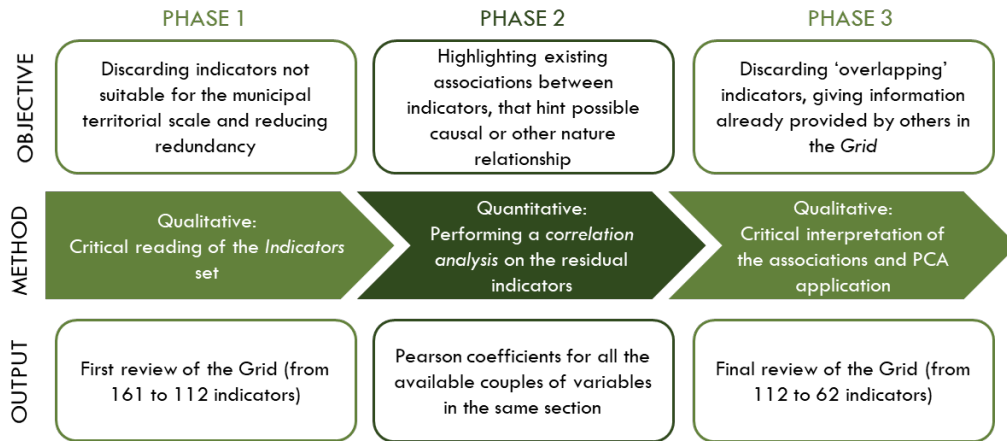 PHASE 1
PHASE 2
PHASE 3
OBJECTIVE
Discarding indicators not
suitable for the municipal
territorial scale and reducing
redundancy
Highlighting existing
associations between
indicators, that hint possible
causal or other nature
relationship
Discarding ‘overlapping’
indicators, giving information
already provided by others in
the Grid
METHOD
Qualitative:
Critical reading of the Indicators
set
Quantitative:
Performing a correlation
analysis on the residual
indicators
Qualitative:
Critical interpretation of
the associations and PCA
application
OUTPUT
First review of the Grid (from
161 to 112 indicators)
Pearson coefficients for all the
available couples of variables
in the same section
Final review of the Grid (from
112 to 62 indicators)